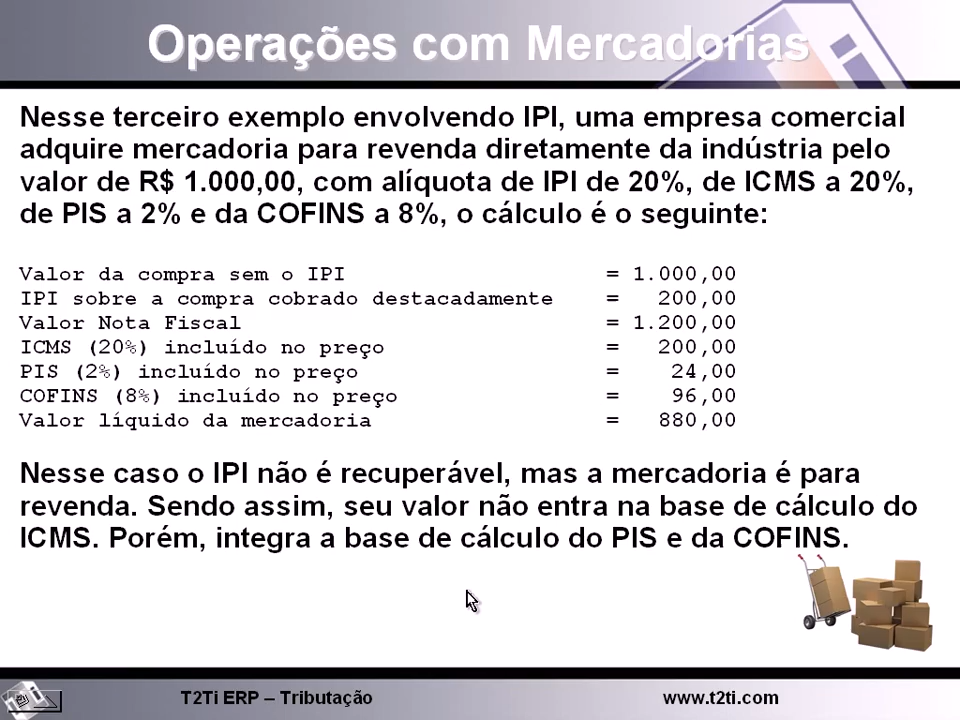 Operações com Mercadorias
Nesse terceiro exemplo envolvendo IPI, uma empresa comercial
adquire mercadoria para revenda diretamente da indústria pelo
valor de R$ 1.000,00, com alíquota de IPI de 20%, de ICMS a 20%,
de PIS a 2% e da COFINS a 8%, o cálculo é o seguinte:
Valor da compra sem o IPI = 1.000,00
IPI sobre a compra cobrado destacadamente = 200,00
Valor Nota Fiscal = 1.200,00
ICMS (20%) incluído no preço = 200,00
PIS (2%) incluído no preço = 24,00
COFINS (8%) incluído no preço = 96,00
Valor líquido da mercadoria = 880,00
Nesse caso o IPI não é recuperável, mas a mercadoria é para
revenda. Sendo assim, seu valor não entra na base de cálculo do
ICMS. Porém, integra a base de cálculo do PIS e da COFINS.
T2Ti ERP – Tributação www.t2ti.com